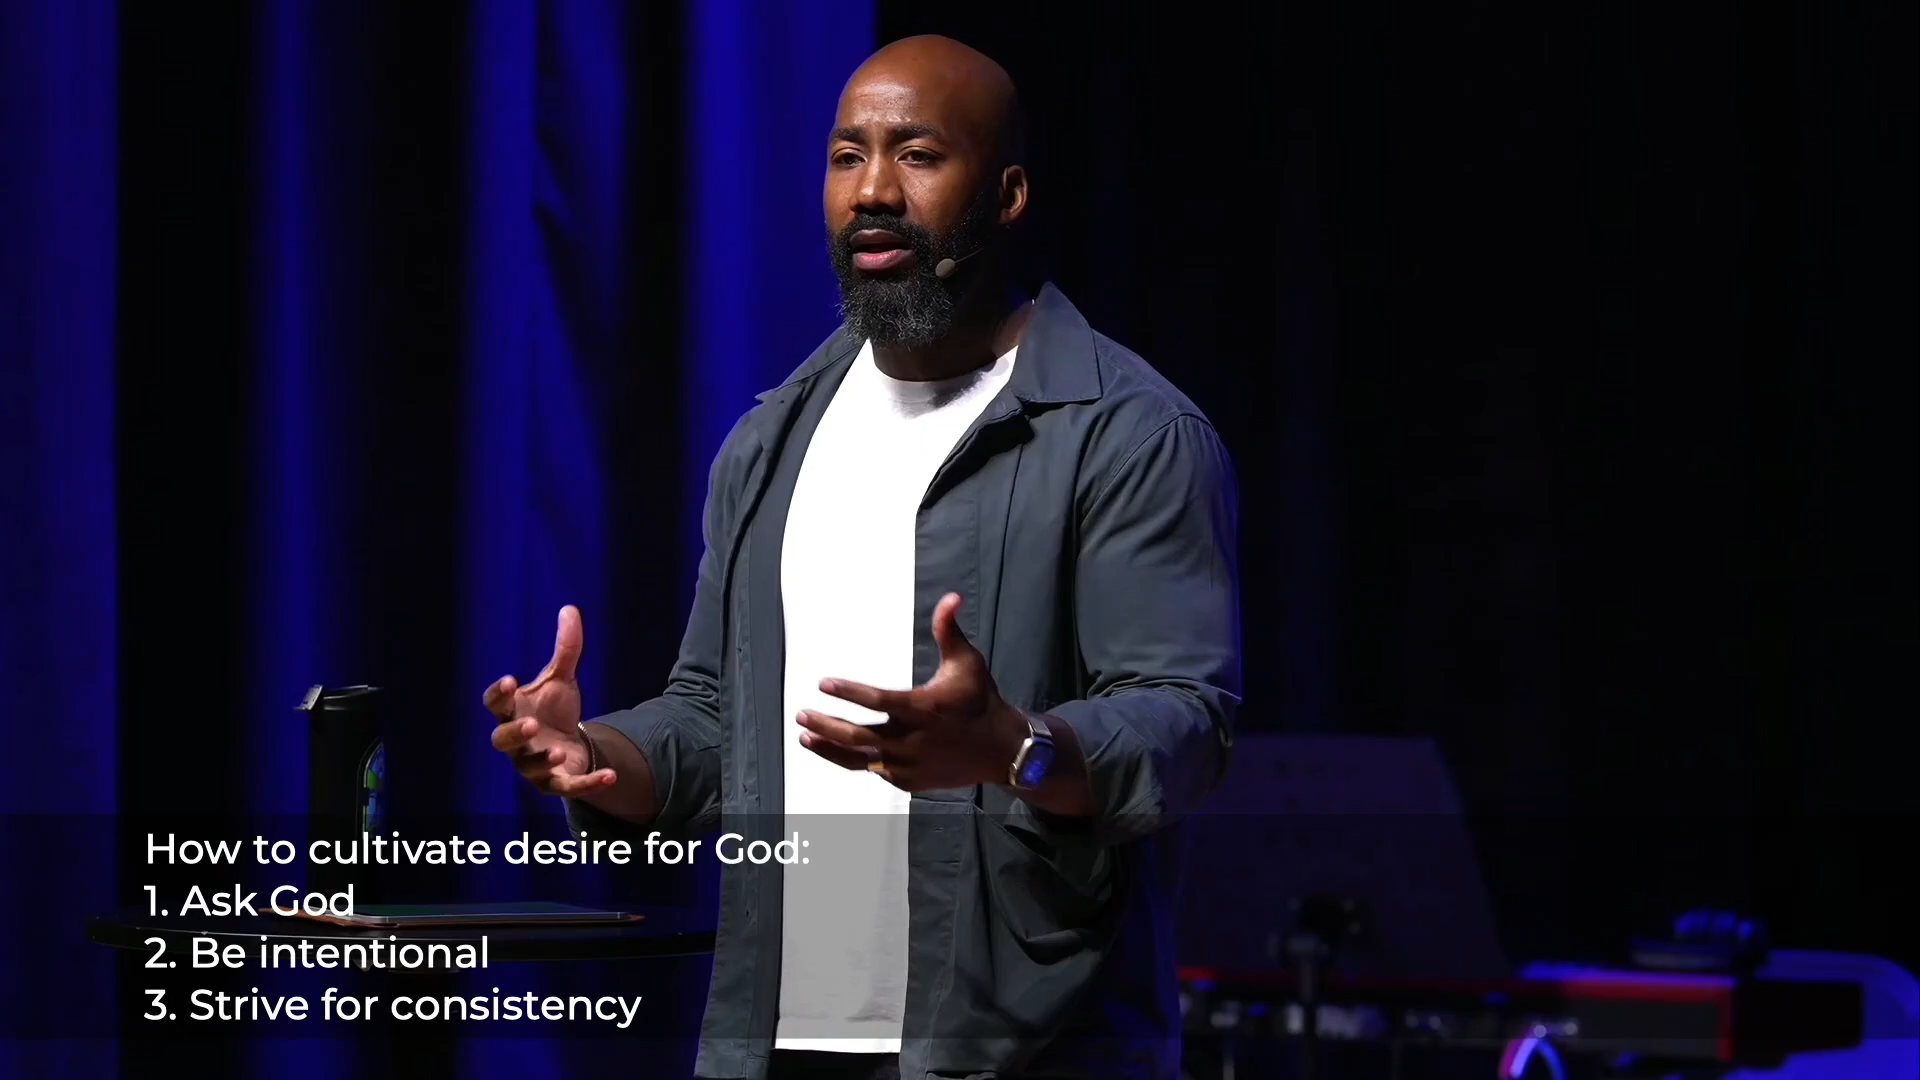 How to cultivate desire for God:
1. Ask God
2. Be intentional
3. Strive for consistency